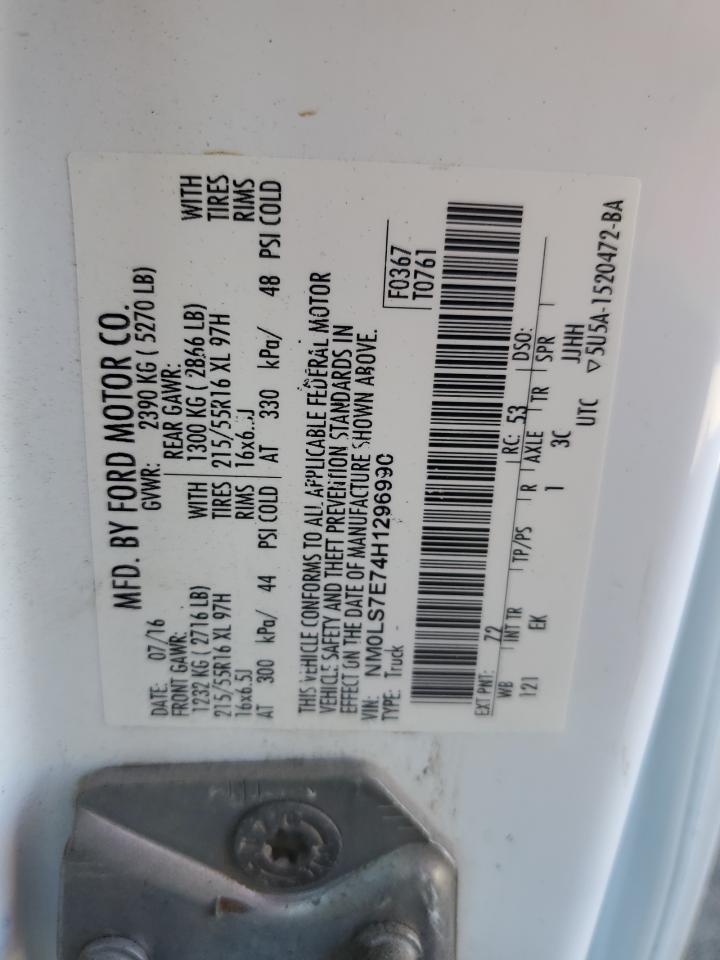 MFD. BY FORD MOTOR CO.
DATE: 07/16 GVWR: 2390 KG ( 5270 LB)
FRONT GAWR: REAR GAWR:
1232 KG ( 2716 LB) WITH 1300 KG ( 2866 LB) WITH
215/55R16 XL 97H TIRES 215/55R16 XL 97H TIRES
16x6.5J RIMS 16x6. J RIMS
AT 300 kPa/ 44 PSI COLD AT 330 kPa/ 48 PSI COLD
THIS VEHICLE CONFORMS TO ALL APPLICABLE FEDERAL MOTOR
VEHICLE SAFETY AND THEFT PREVENTION STANDARDS IN
EFFECT ON THE DATE OF MANUFACTURE SHOWN ABOVE.
VIN: NM0LS7E74H1296990
TYPE: Truck
F0367
T0761
EXT PNT: 72 RC: 53 DSO:
WB INT TR TP/PS R AXLE TR SPR
121 EK 1 3C JJHH
UTC ▽5U5A-1520472-BA